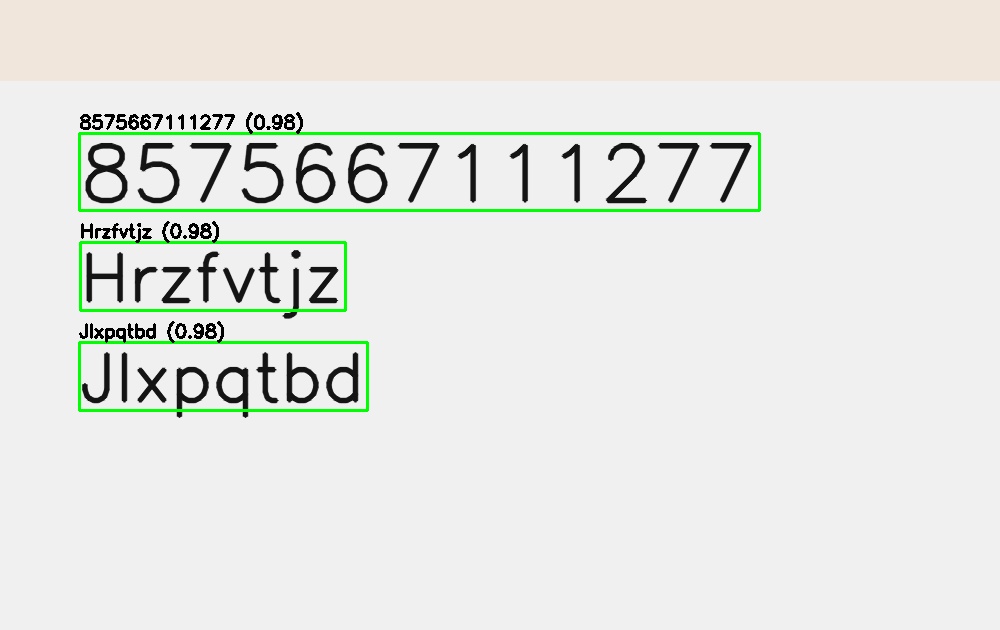 8575667111277 (0.98)
8575667111277
Hrzfvtjz (0.98)
Hrzfvtjz
Jlxpqtbd (0.98)
Jlxpqtbd